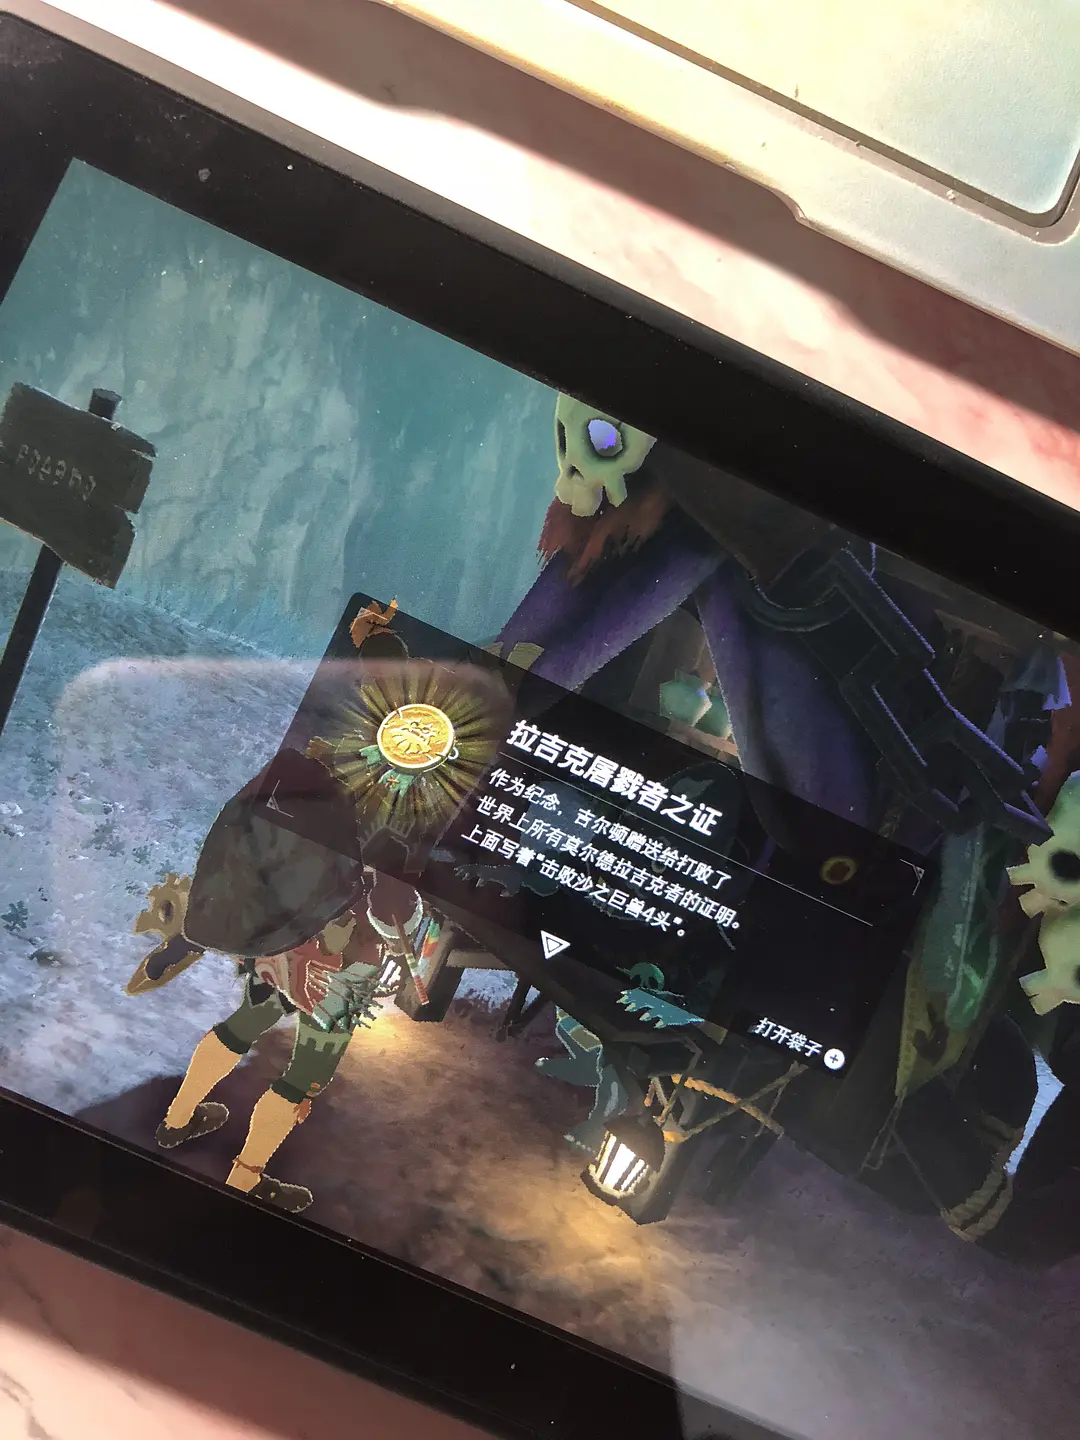 拉吉克屠戮者之证
作为纪念，古尔顿赠送给打败了
世界上所有莫尔德拉吉克者的证明。
上面写着“击败沙之巨兽4头”。
打开袋子